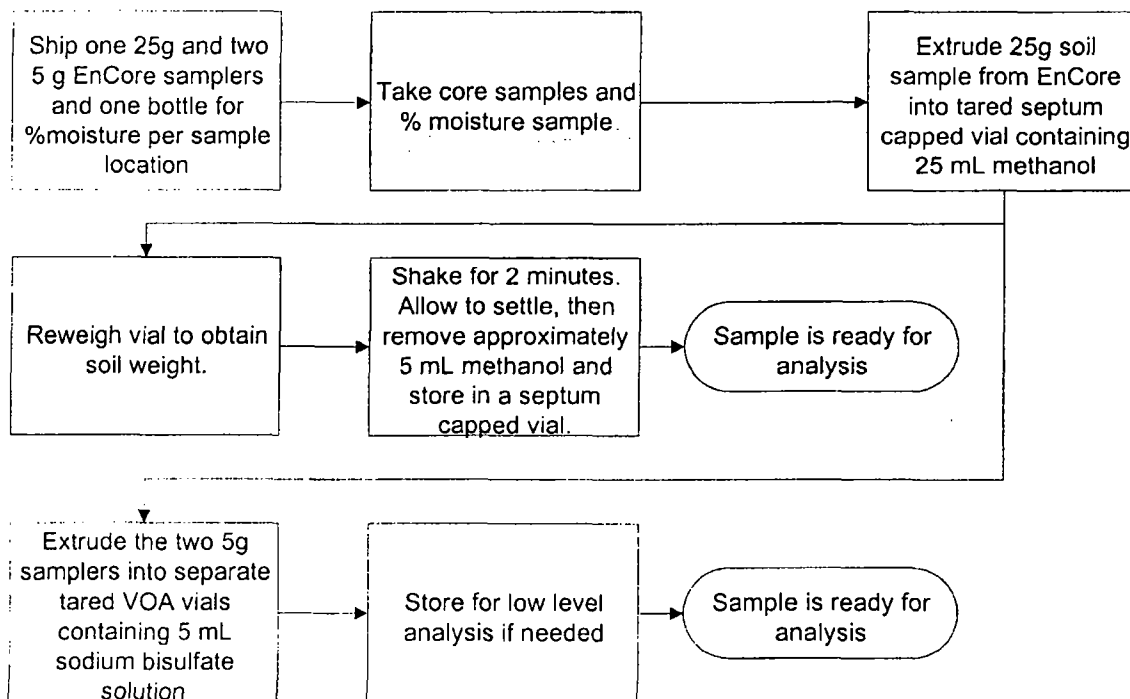 Ship one 25g and two
5 g EnCore samplers
and one bottle for
%moisture per sample
location
Take core samples and
% moisture sample.
Extrude 25g soil
sample from EnCore
into tared septum
capped vial containing
25 mL methanol
Reweigh vial to obtain
soil weight.
Shake for 2 minutes.
Allow to settle, then
remove approximately
5 mL methanol and
store in a septum
capped vial.
Sample is ready for
analysis
Extrude the two 5g
samplers into separate
tared VOA vials
containing 5 mL
sodium bisulfate
solution
Store for low level
analysis if needed
Sample is ready for
analysis